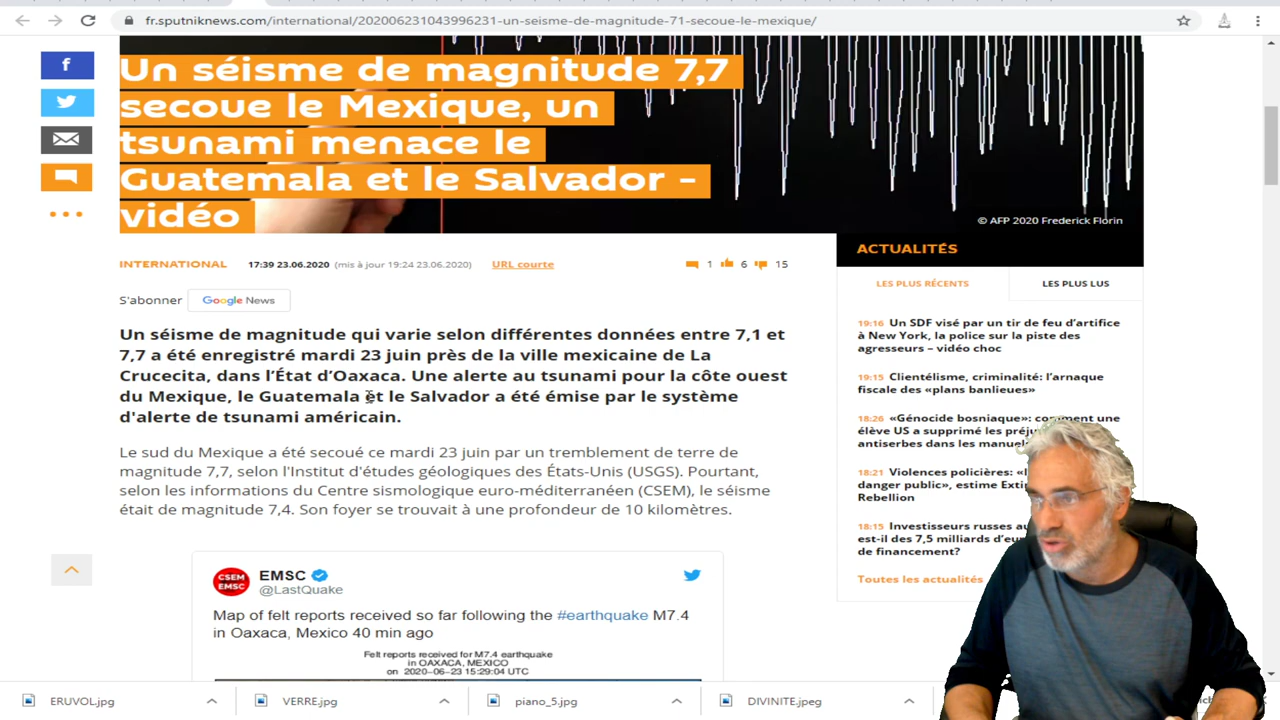 fr.sputniknews.com/international/202006231043996231-un-seisme-de-magnitude-71-secoue-le-mexique/
Un séisme de magnitude 7,7
secoue le Mexique, un
tsunami menace le
Guatemala et le Salvador -
vidéo
© AFP 2020 Frederick Florin
INTERNATIONAL 17:39 23.06.2020 (mis à jour 19:24 23.06.2020) URL courte 1 6 15
S'abonner Google News
Un séisme de magnitude qui varie selon différentes données entre 7,1 et
7,7 a été enregistré mardi 23 juin près de la ville mexicaine de La
Crucecita, dans l'État d'Oaxaca. Une alerte au tsunami pour la côte ouest
du Mexique, le Guatemala et le Salvador a été émise par le système
d'alerte de tsunami américain.
Le sud du Mexique a été secoué ce mardi 23 juin par un tremblement de terre de
magnitude 7,7, selon l'Institut d'études géologiques des États-Unis (USGS). Pourtant,
selon les informations du Centre sismologique euro-méditerranéen (CSEM), le séisme
était de magnitude 7,4. Son foyer se trouvait à une profondeur de 10 kilomètres.
CSEM
EMSC
EMSC
@LastQuake
Map of felt reports received so far following the #earthquake M7.4
in Oaxaca, Mexico 40 min ago
Felt reports received for M7.4 earthquake
in OAXACA, MEXICO
on 2020-06-23 15:29:04 UTC
ACTUALITÉS
LES PLUS RÉCENTS LES PLUS LUS
19:16 Un SDF visé par un tir de feu d'artifice
à New York, la police sur la piste des
agresseurs – vidéo choc
19:15 Clientélisme, criminalité: l'arnaque
fiscale des «plans banlieues»
18:26 «Génocide bosniaque»: comment une
élève US a supprimé les
antiserbes dans les
18:21 Violences policières:
danger public», estime
Rebellion
18:15 Investisseurs russes
est-il des 7,5 milliards
de financement?
Toutes les actualités
ERUVOL.jpg VERRE.jpg piano_5.jpg DIVINITE.jpeg